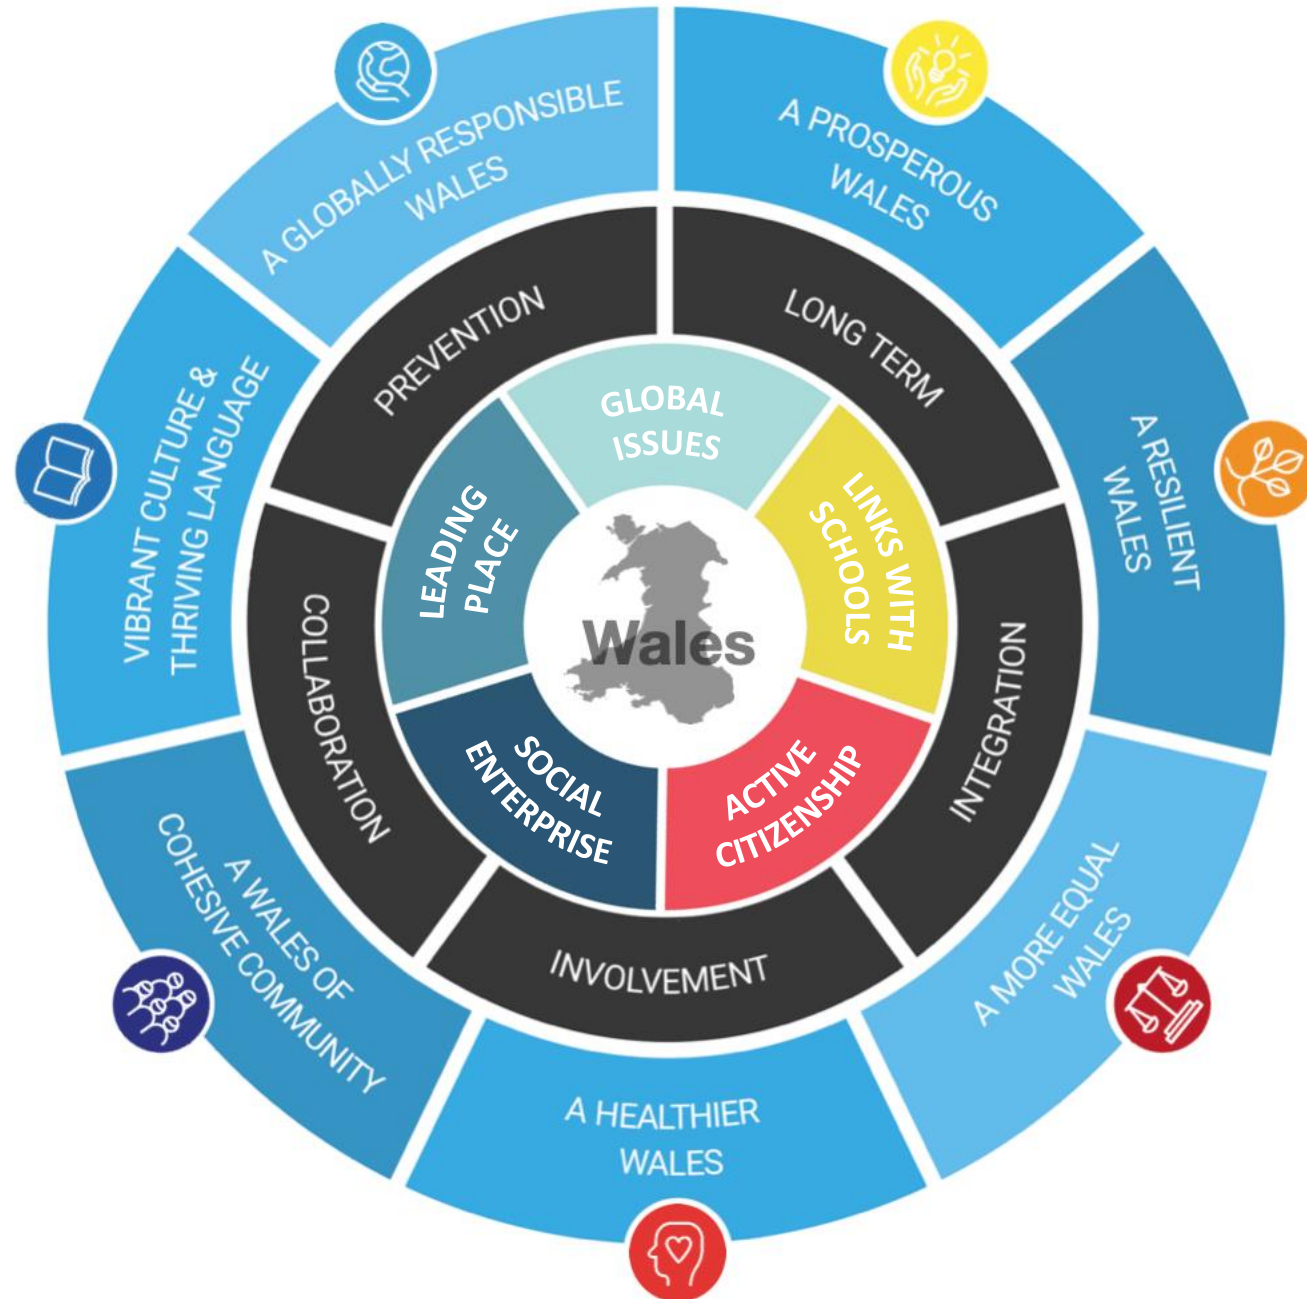 A GLOBALLY RESPONSIBLE
WALES
A PROSPEROUS
WALES
A RESILIENT
WALES
A MORE EQUAL
WALES
A HEALTHIER
WALES
A WALES OF
COHESIVE COMMUNITY
VIBRANT CULTURE &
THRIVING LANGUAGE
PREVENTION
LONG TERM
INTEGRATION
INVOLVEMENT
COLLABORATION
GLOBAL
ISSUES
LINKS WITH
SCHOOLS
ACTIVE
CITIZENSHIP
SOCIAL
ENTERPRISE
LEADING
PLACE
Wales